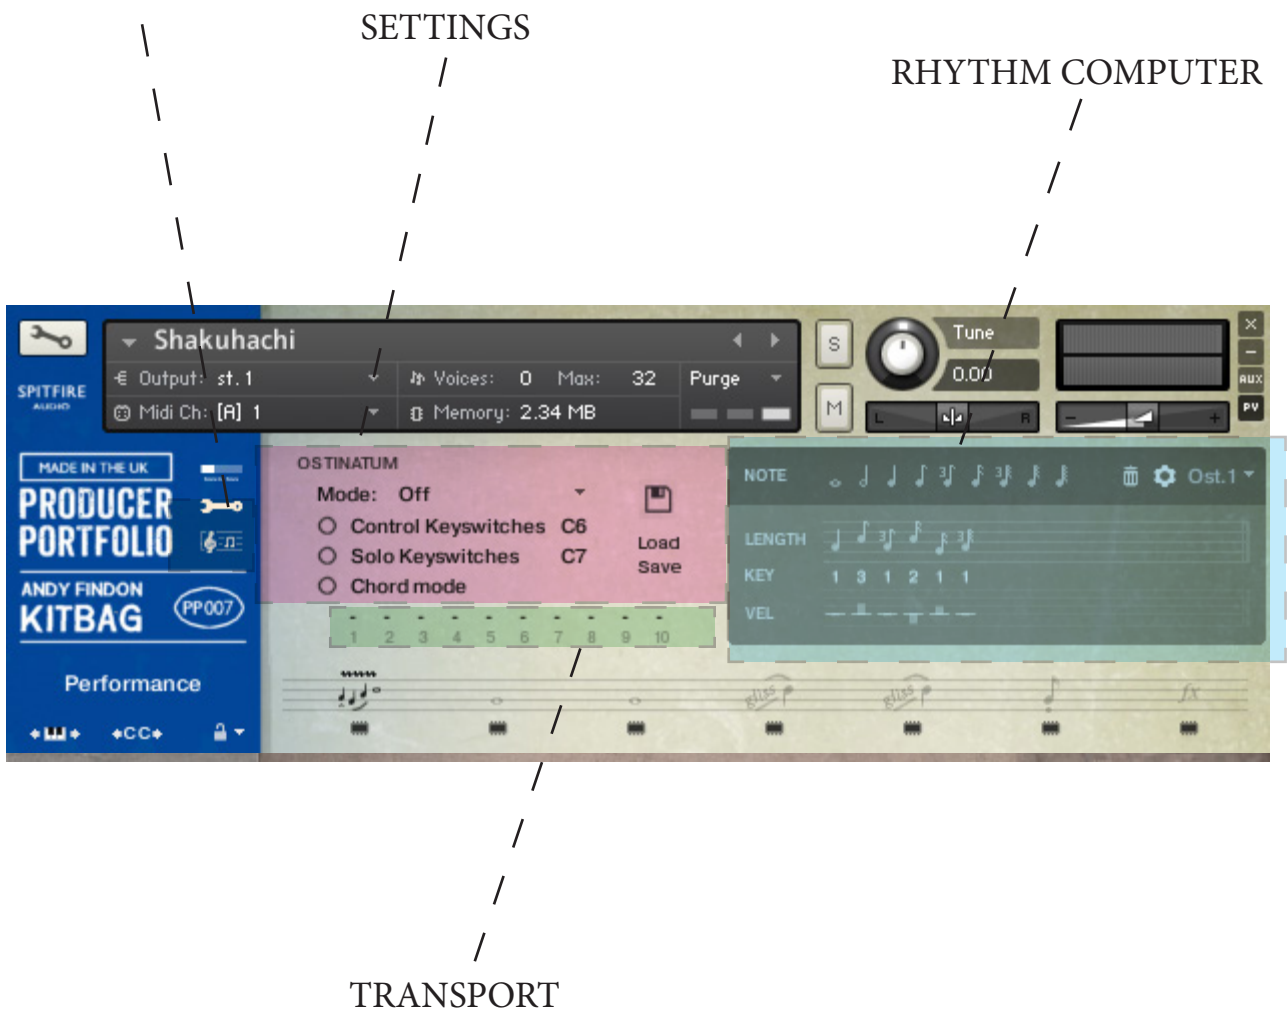 SETTINGS
RHYTHM COMPUTER
Shakuhachi
Output: st.1
Voices: 0 Max: 32
Purge
Midi Ch: [A] 1
Memory: 2.34 MB
S
M
Tune
0.00
L
R
-
+
X
-
AUX
PV
SPITFIRE
AUDIO
MADE IN THE UK
PRODUCER
PORTFOLIO
ANDY FINDON
KITBAG
PP007
Performance
CC
OSTINATUM
Mode: Off
Control Keyswitches C6
Solo Keyswitches C7
Chord mode
Load
Save
- - - - - - - - - -
1 2 3 4 5 6 7 8 9 10
NOTE
3 3
Ost.1
LENGTH
3 3
KEY 1 3 1 2 1 1
VEL
gliss gliss fx
TRANSPORT